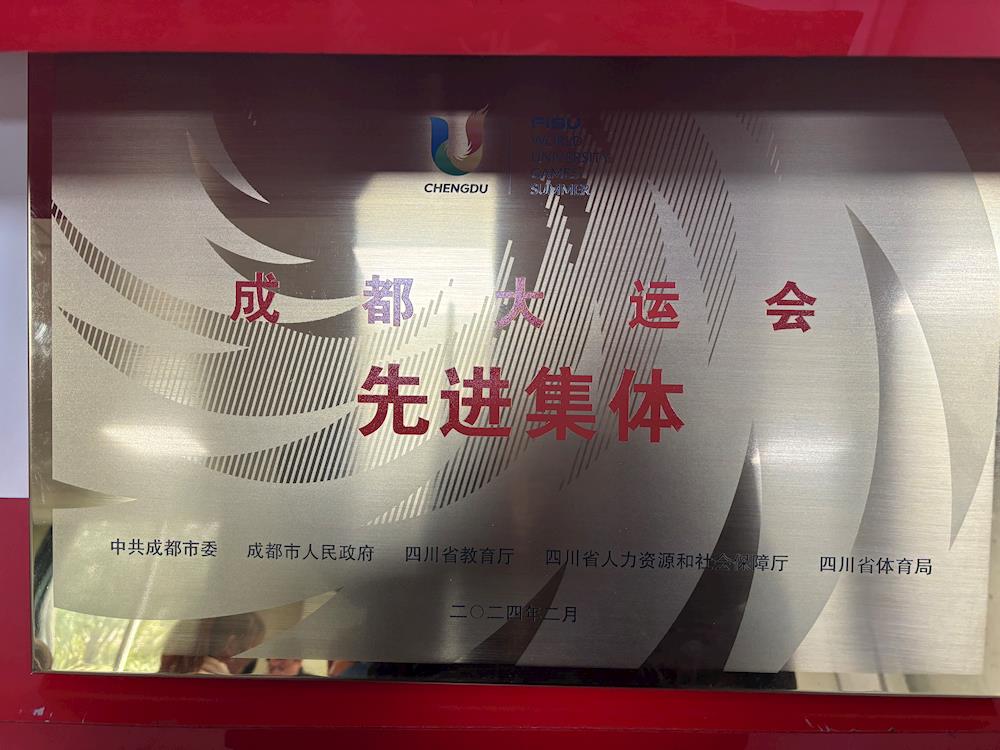 CHENGDU
FISU
WORLD
UNIVERSITY
GAMES
SUMMER
成都大运会
先进集体
中共成都市委 成都市人民政府 四川省教育厅 四川省人力资源和社会保障厅 四川省体育局
二〇二四年二月